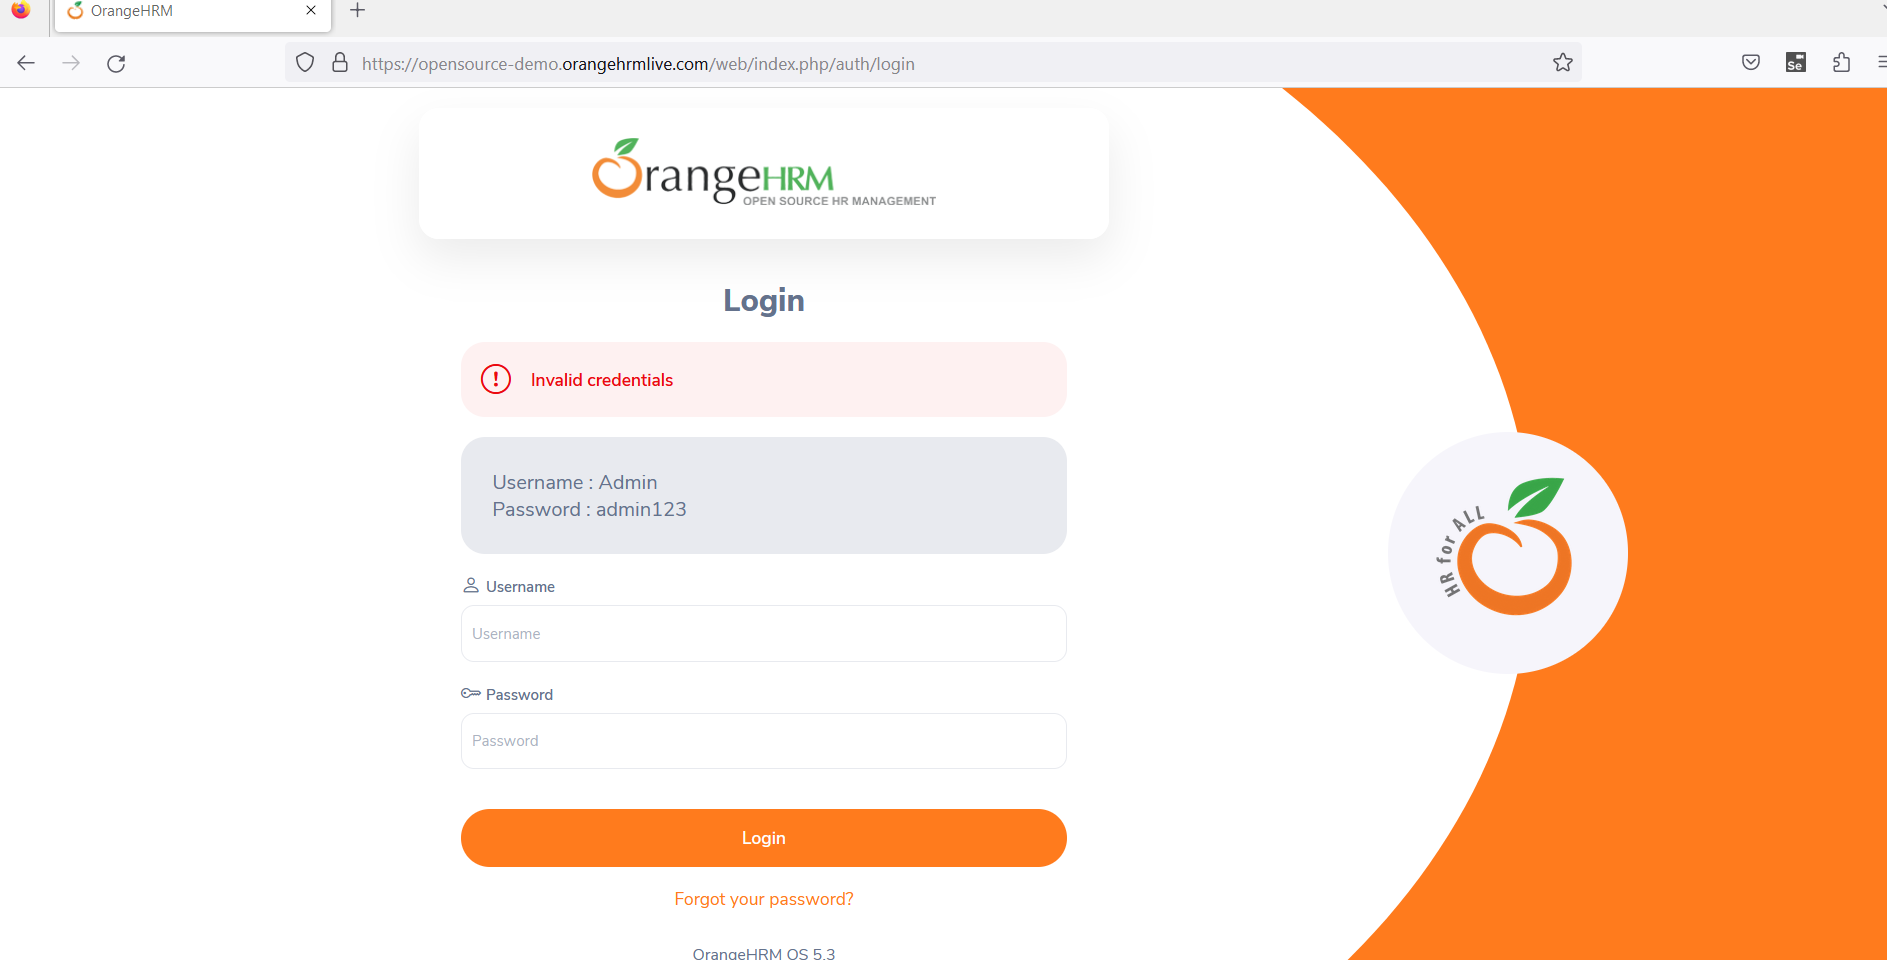 OrangeHRM
https://opensource-demo.orangehrmlive.com/web/index.php/auth/login
Se
OrangeHRM
OPEN SOURCE HR MANAGEMENT
Login
Invalid credentials
Username : Admin
Password : admin123
HR for ALL
Username
Username
Password
Password
Login
Forgot your password?
OrangeHRM OS 5.3